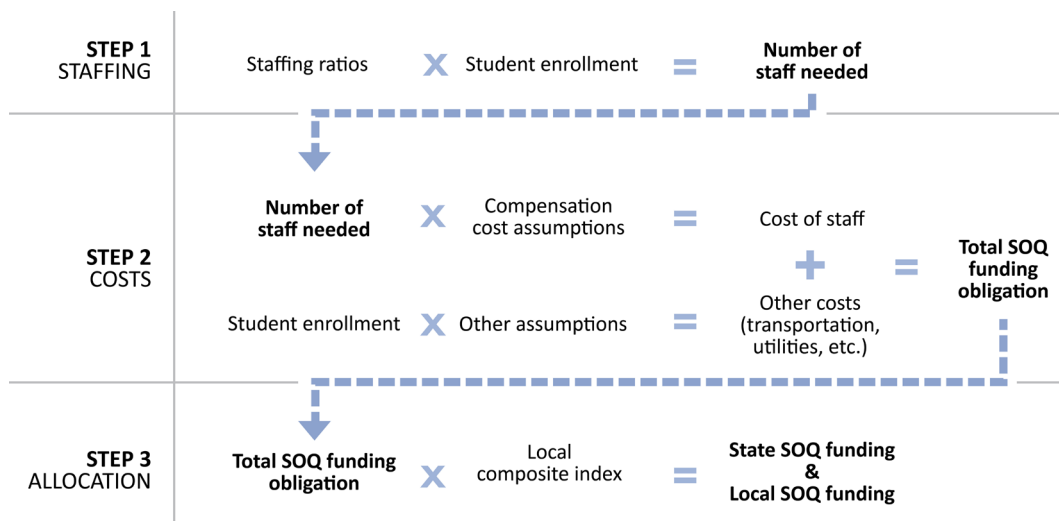 STEP 1
STAFFING
Staffing ratios X Student enrollment = Number of
staff needed
STEP 2
COSTS
Number of
staff needed
X
Compensation
cost assumptions
=
Cost of staff
+
Student enrollment X Other assumptions =
Other costs
(transportation,
utilities, etc.)
=
Total SOQ
funding
obligation
STEP 3
ALLOCATION
Total SOQ funding
obligation
X
Local
composite index
=
State SOQ funding
&
Local SOQ funding